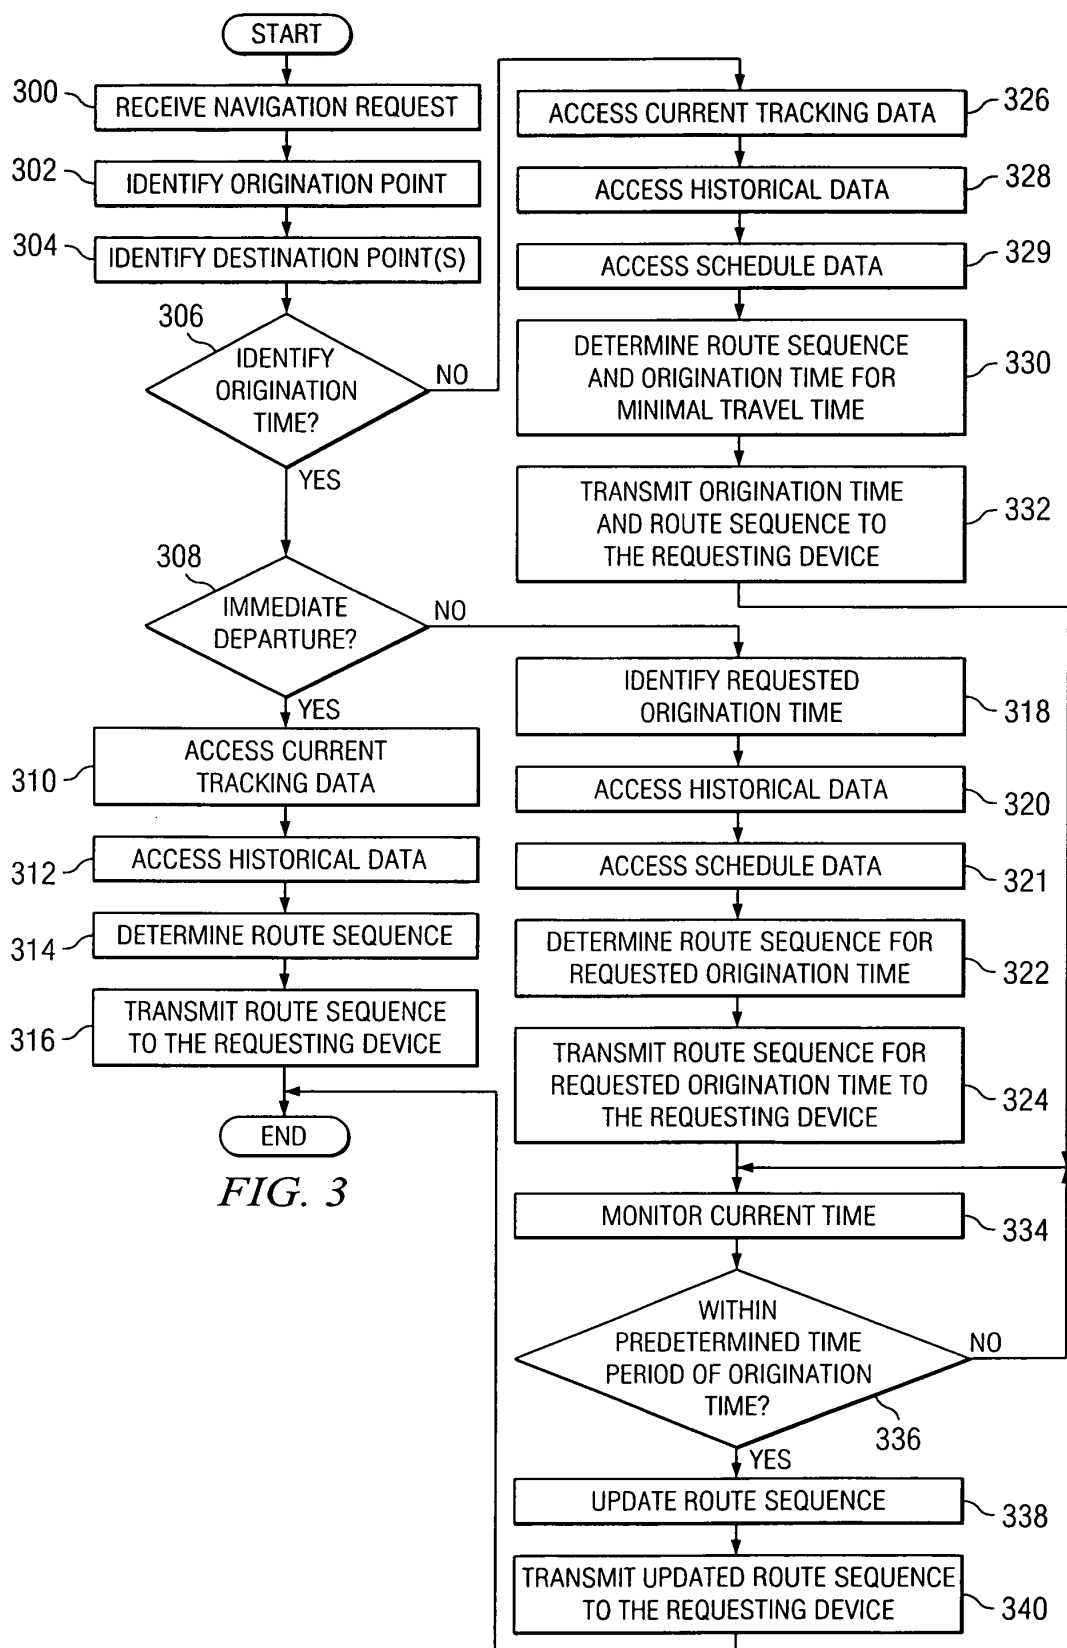 START
300
RECEIVE NAVIGATION REQUEST
302
IDENTIFY ORIGINATION POINT
304
IDENTIFY DESTINATION POINT(S)
306
IDENTIFY
ORIGINATION
TIME?
NO
YES
308
IMMEDIATE
DEPARTURE?
NO
YES
310
ACCESS CURRENT
TRACKING DATA
312
ACCESS HISTORICAL DATA
314
DETERMINE ROUTE SEQUENCE
316
TRANSMIT ROUTE SEQUENCE
TO THE REQUESTING DEVICE
END
FIG. 3
ACCESS CURRENT TRACKING DATA
326
ACCESS HISTORICAL DATA
328
ACCESS SCHEDULE DATA
329
DETERMINE ROUTE SEQUENCE
AND ORIGINATION TIME FOR
MINIMAL TRAVEL TIME
330
TRANSMIT ORIGINATION TIME
AND ROUTE SEQUENCE TO
THE REQUESTING DEVICE
332
IDENTIFY REQUESTED
ORIGINATION TIME
318
ACCESS HISTORICAL DATA
320
ACCESS SCHEDULE DATA
321
DETERMINE ROUTE SEQUENCE FOR
REQUESTED ORIGINATION TIME
322
TRANSMIT ROUTE SEQUENCE FOR
REQUESTED ORIGINATION TIME TO
THE REQUESTING DEVICE
324
MONITOR CURRENT TIME
334
WITHIN
PREDETERMINED TIME
PERIOD OF ORIGINATION
TIME?
NO
336
YES
UPDATE ROUTE SEQUENCE
338
TRANSMIT UPDATED ROUTE SEQUENCE
TO THE REQUESTING DEVICE
340